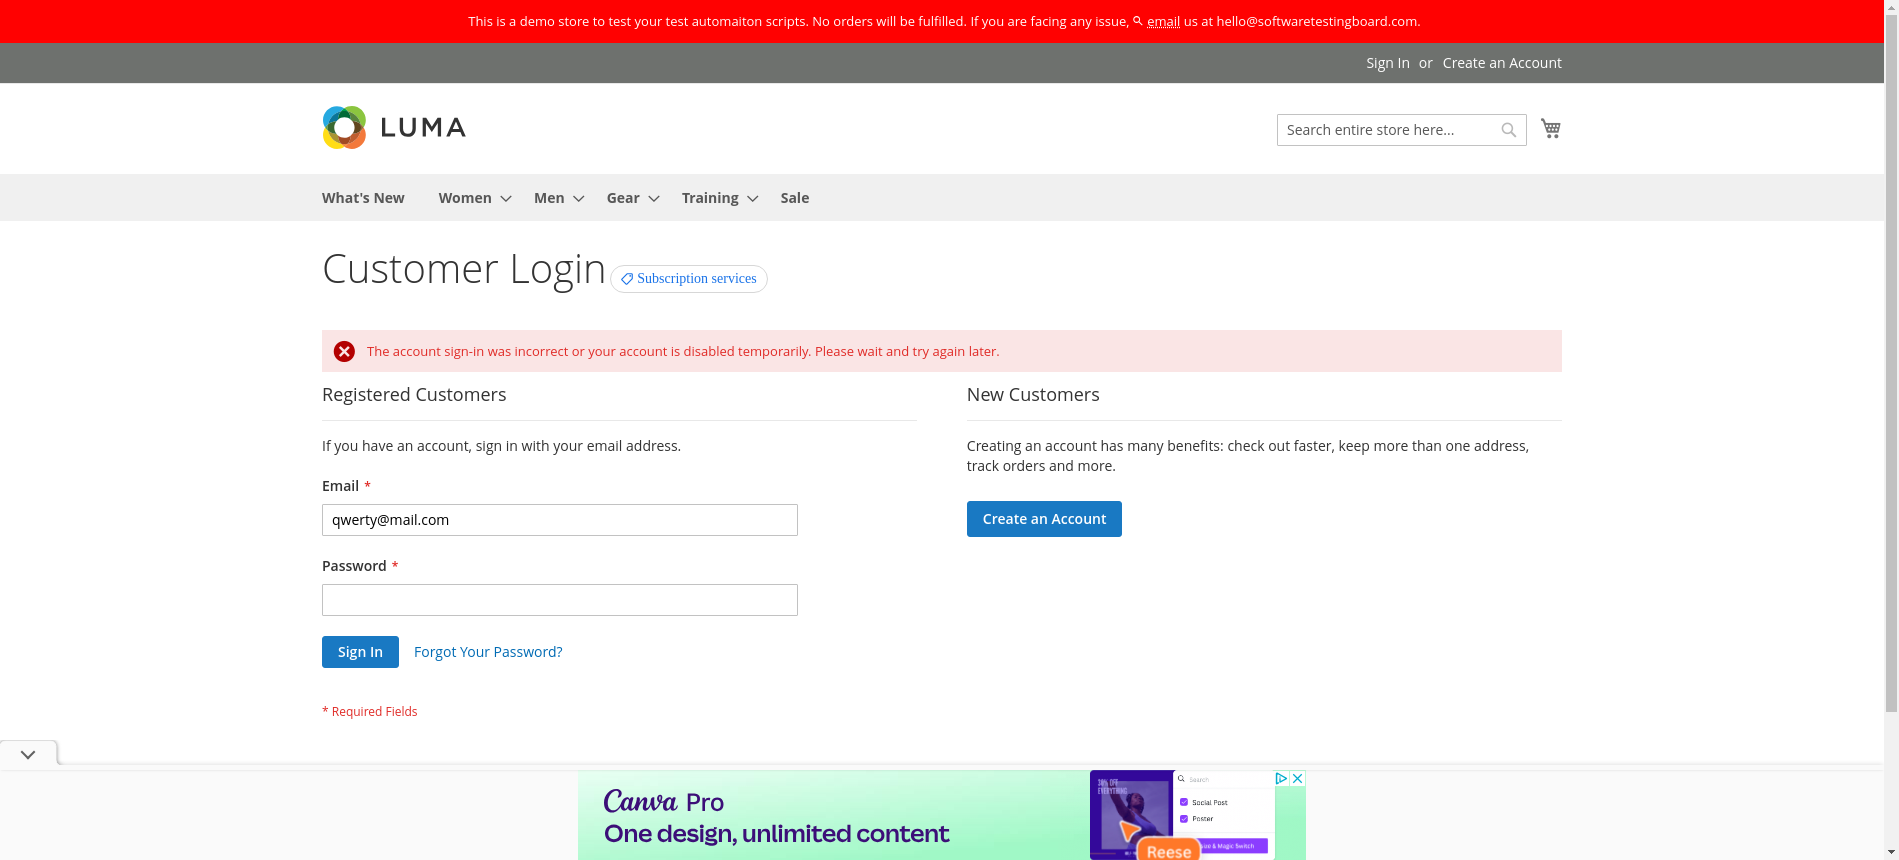 This is a demo store to test your test automaiton scripts. No orders will be fulfilled. If you are facing any issue, email us at hello@softwaretestingboard.com.
Sign In or Create an Account
LUMA
Search entire store here...
What's New Women Men Gear Training Sale
Customer Login Subscription services
The account sign-in was incorrect or your account is disabled temporarily. Please wait and try again later.
Registered Customers
If you have an account, sign in with your email address.
Email *
qwerty@mail.com
Password *
Sign In Forgot Your Password?
* Required Fields
New Customers
Creating an account has many benefits: check out faster, keep more than one address,
track orders and more.
Create an Account
Canva Pro
One design, unlimited content
30% OFF
EVERYTHING
Search
Social Post
Poster
& Magic Switch
Reese